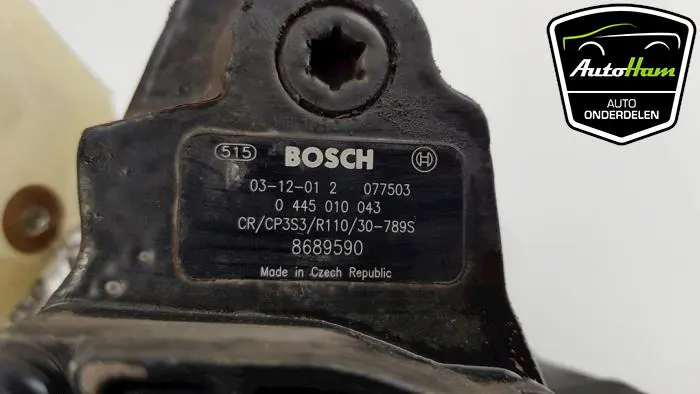 515 BOSCH
03-12-01 2 077503
0 445 010 043
CR/CP3S3/R110/30-789S
8689590
Made in Czech Republic
AutoHam
AUTO
ONDERDELEN